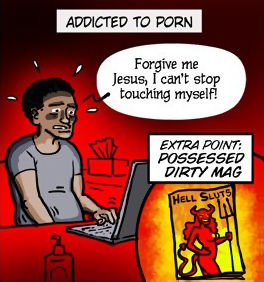 ADDICTED TO PORN
Forgive me
Jesus, I can't stop
touching myself!
EXTRA POINT:
POSSESSED
DIRTY MAG
HELL SLUTS